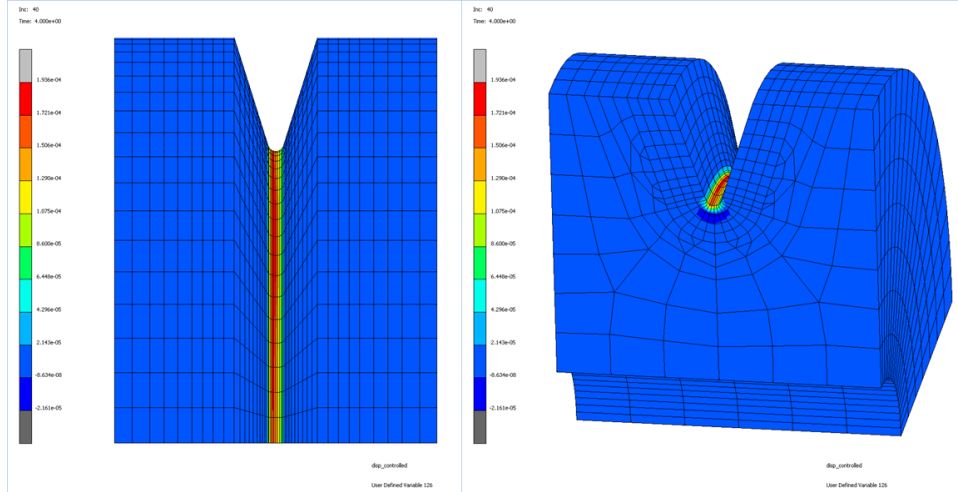 Inc: 40
Time: 4.000e+00
1.936e-04
1.721e-04
1.506e-04
1.290e-04
1.075e-04
8.600e-05
6.448e-05
4.296e-05
2.143e-05
-8.634e-08
-2.161e-05
disp_controlled
User Defined Variable 126
Inc: 40
Time: 4.000e+00
1.936e-04
1.721e-04
1.506e-04
1.290e-04
1.075e-04
8.600e-05
6.448e-05
4.296e-05
2.143e-05
-8.634e-08
-2.161e-05
disp_controlled
User Defined Variable 126